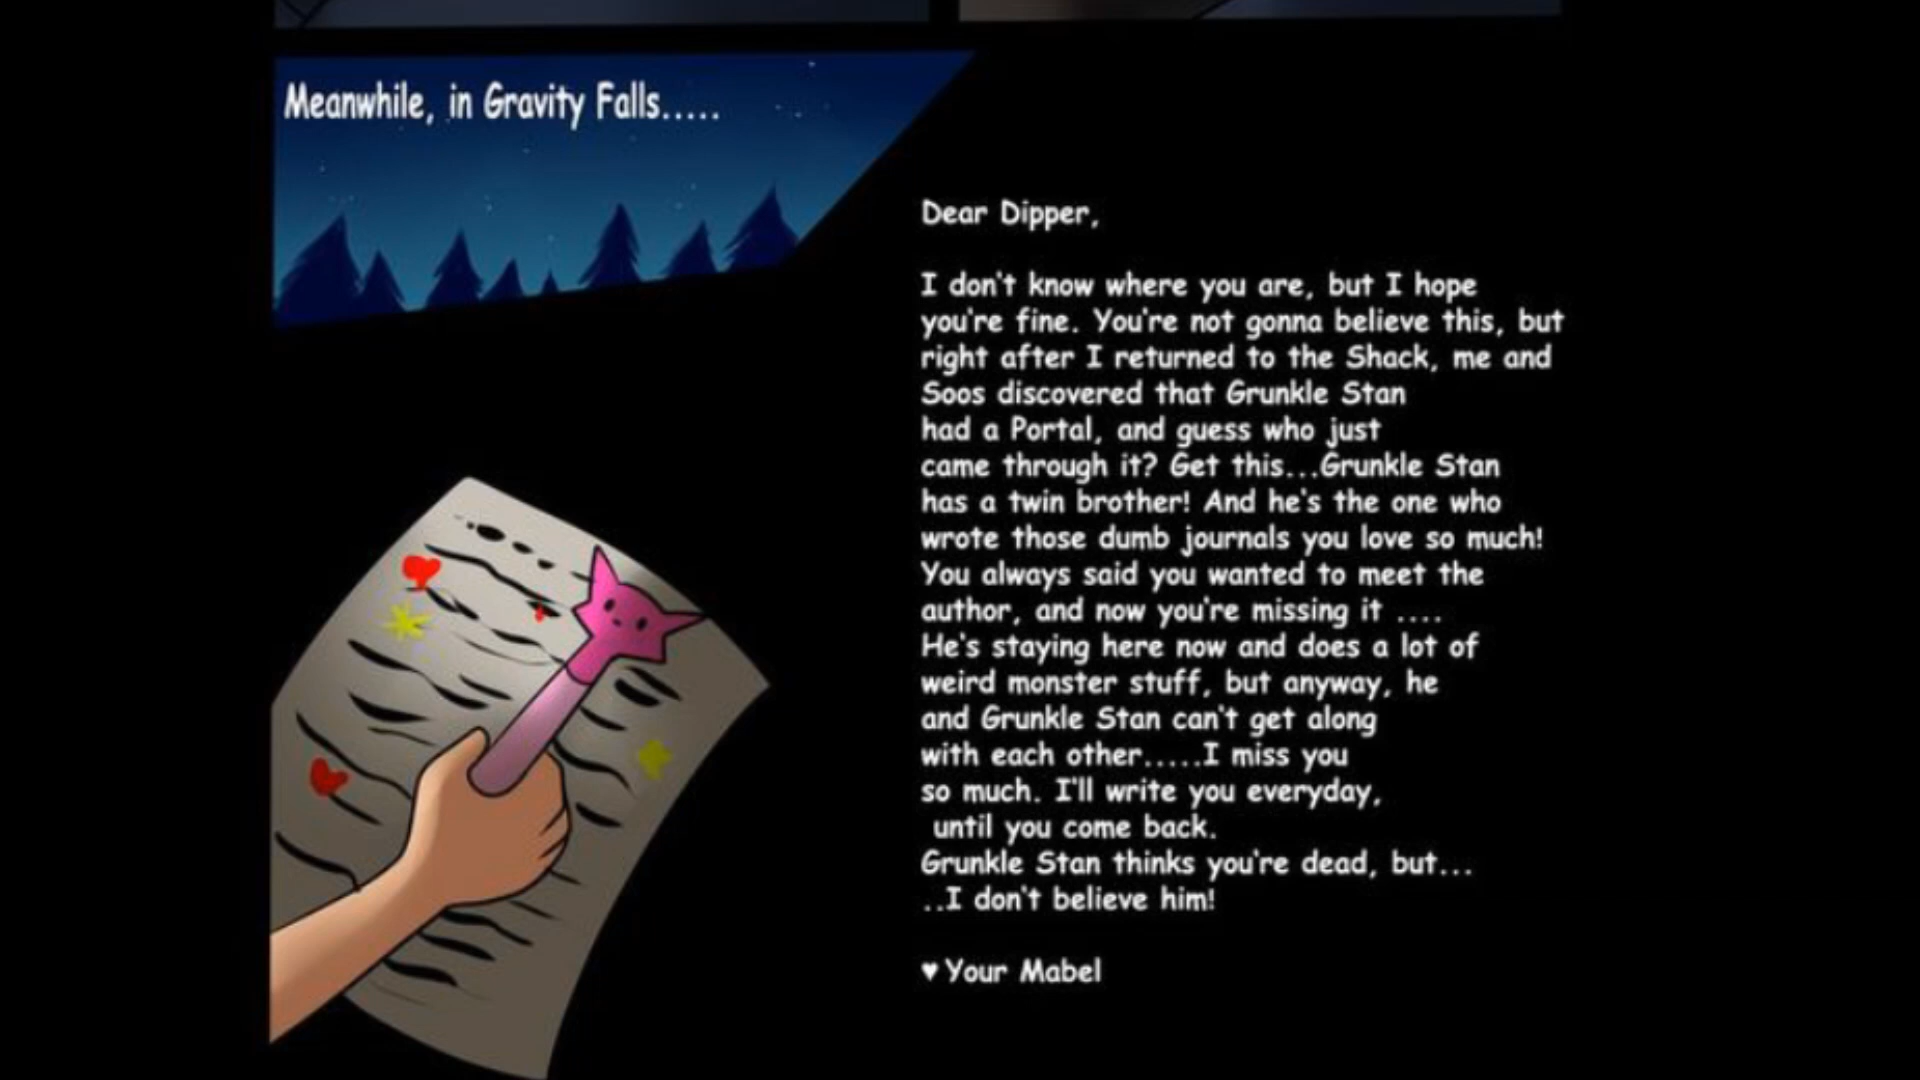 Meanwhile, in Gravity Falls.....
Dear Dipper,
I don't know where you are, but I hope
you're fine. You're not gonna believe this, but
right after I returned to the Shack, me and
Soos discovered that Grunkle Stan
had a Portal, and guess who just
came through it? Get this...Grunkle Stan
has a twin brother! And he's the one who
wrote those dumb journals you love so much!
You always said you wanted to meet the
author, and now you're missing it ....
He's staying here now and does a lot of
weird monster stuff, but anyway, he
and Grunkle Stan can't get along
with each other.....I miss you
so much. I'll write you everyday,
until you come back.
Grunkle Stan thinks you're dead, but...
..I don't believe him!
♥ Your Mabel